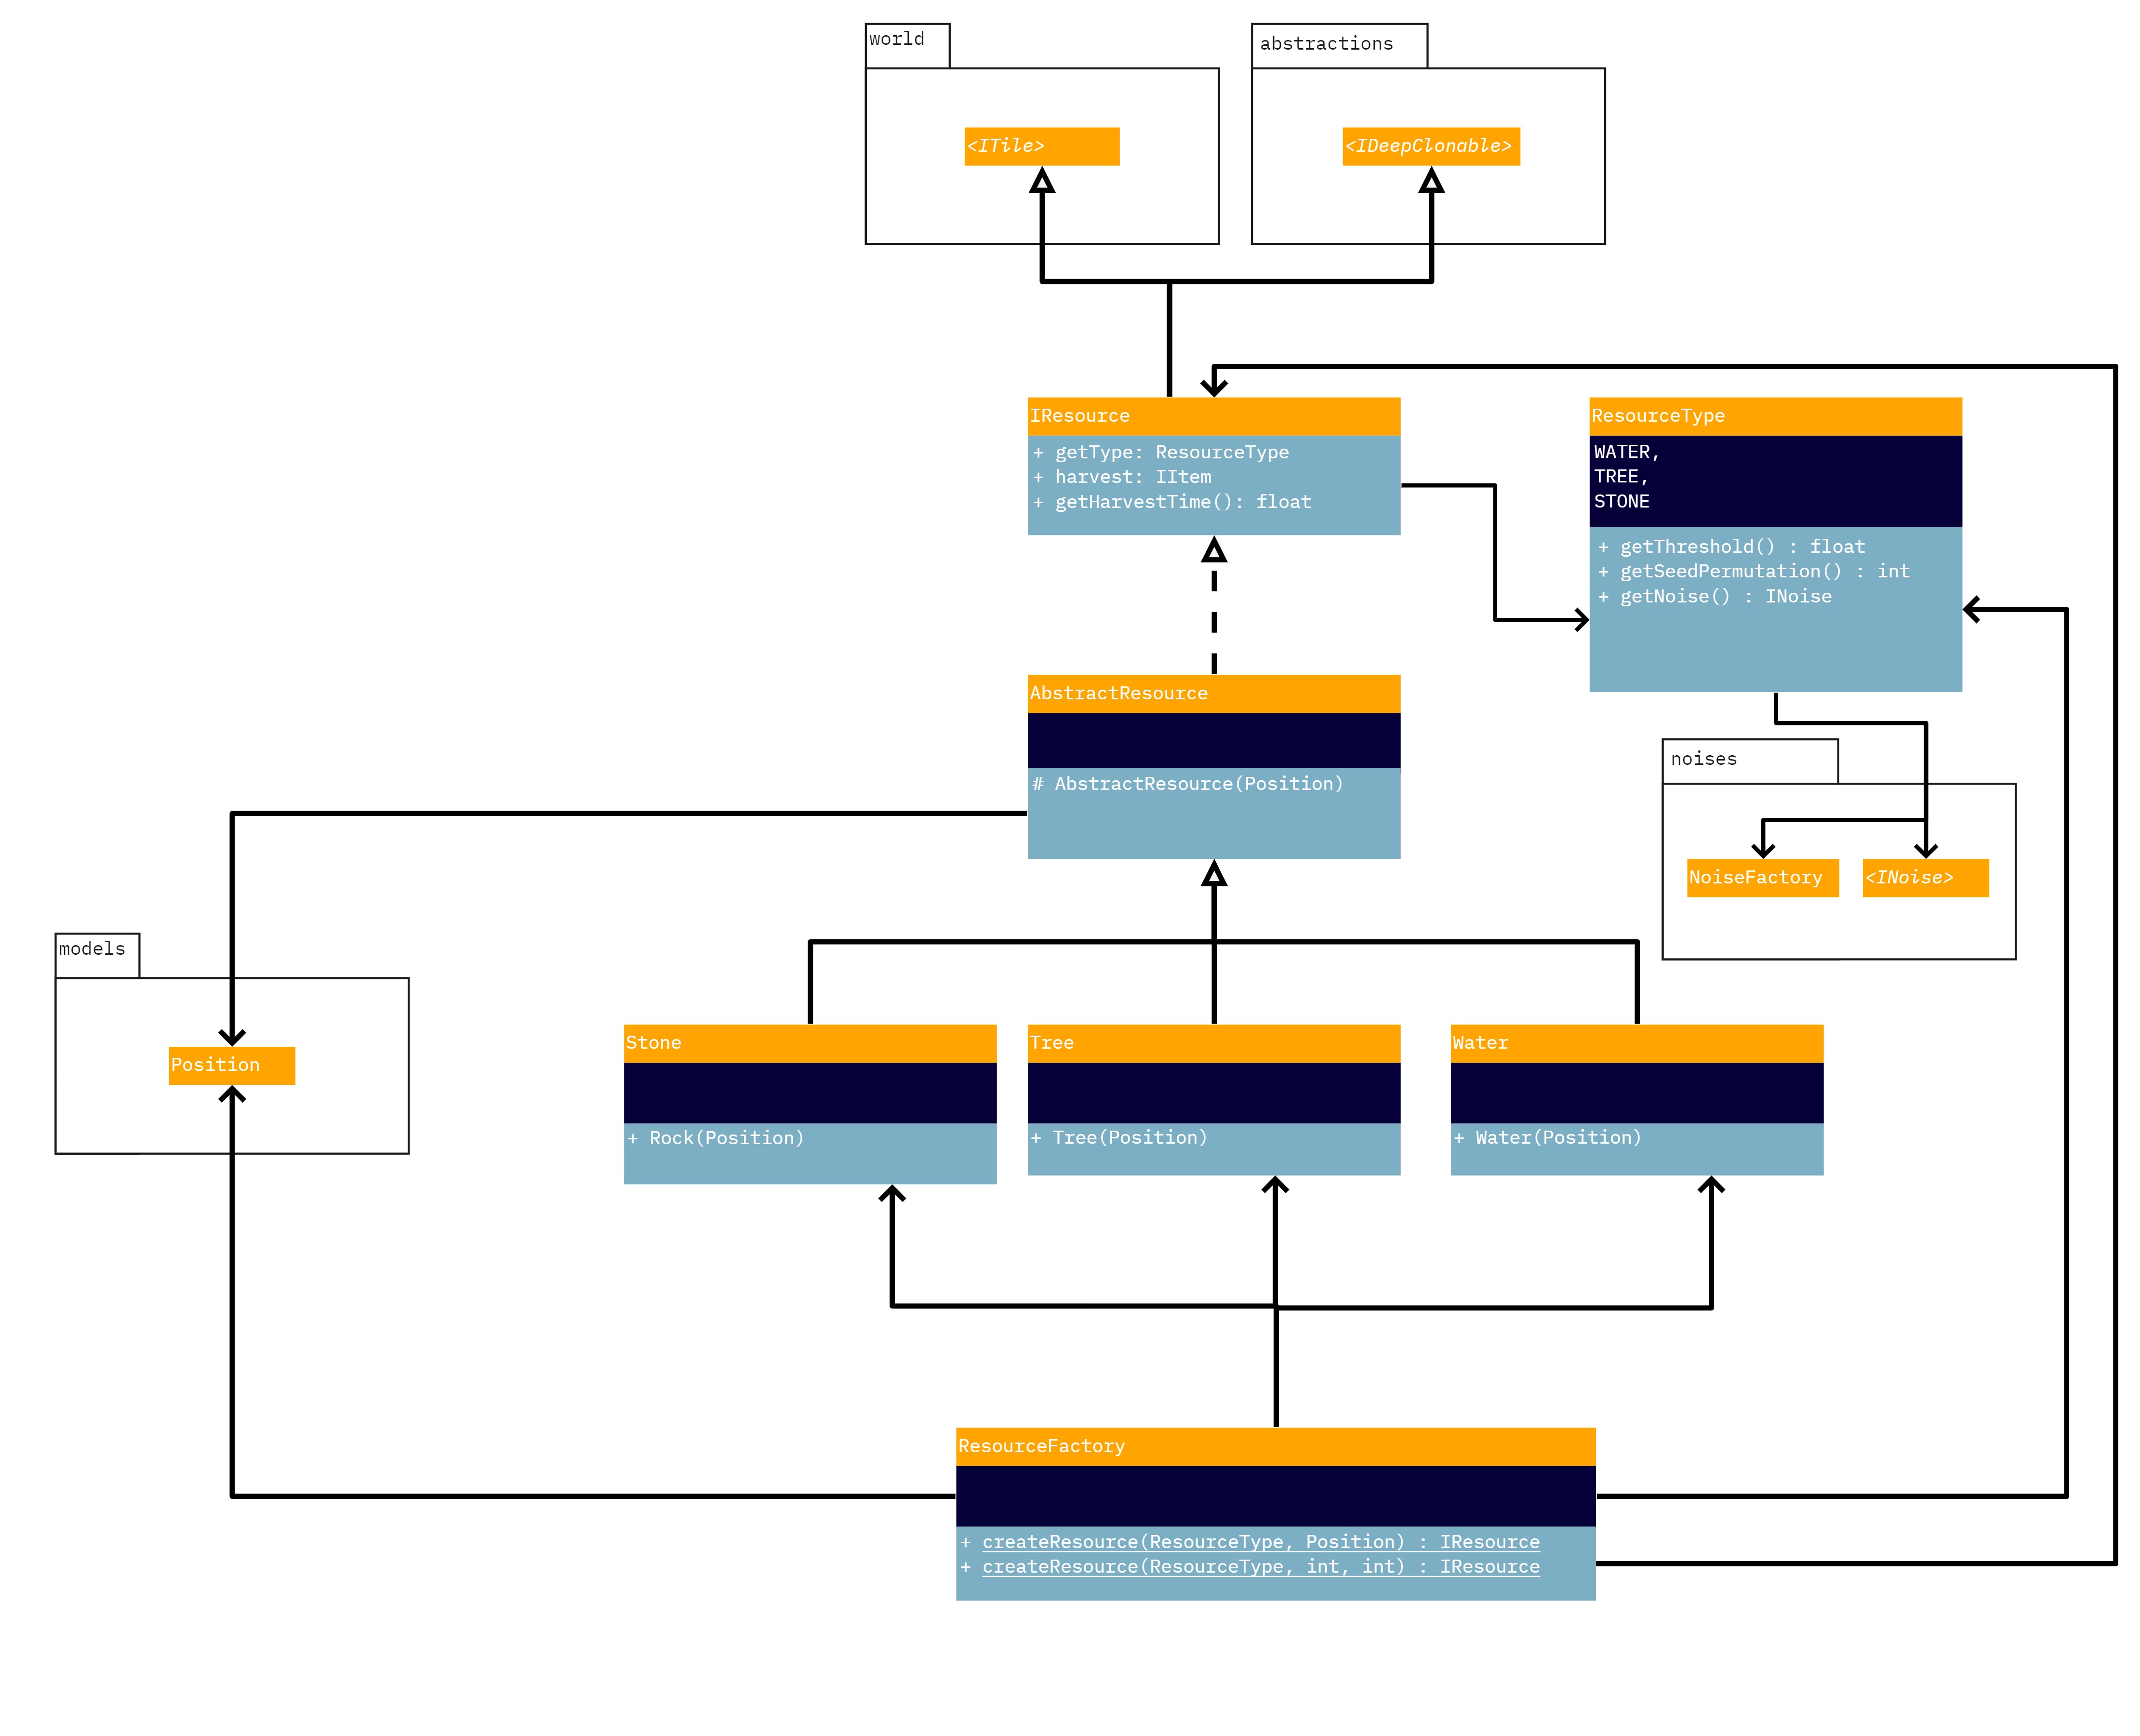 world
abstractions
<ITile>
<IDeepClonable>
IResource
+ getType: ResourceType
+ harvest: IItem
+ getHarvestTime(): float
ResourceType
WATER,
TREE,
STONE
+ getThreshold() : float
+ getSeedPermutation() : int
+ getNoise() : INoise
AbstractResource
# AbstractResource(Position)
noises
NoiseFactory
<INoise>
models
Position
Stone
+ Rock(Position)
Tree
+ Tree(Position)
Water
+ Water(Position)
ResourceFactory
+ createResource(ResourceType, Position) : IResource
+ createResource(ResourceType, int, int) : IResource